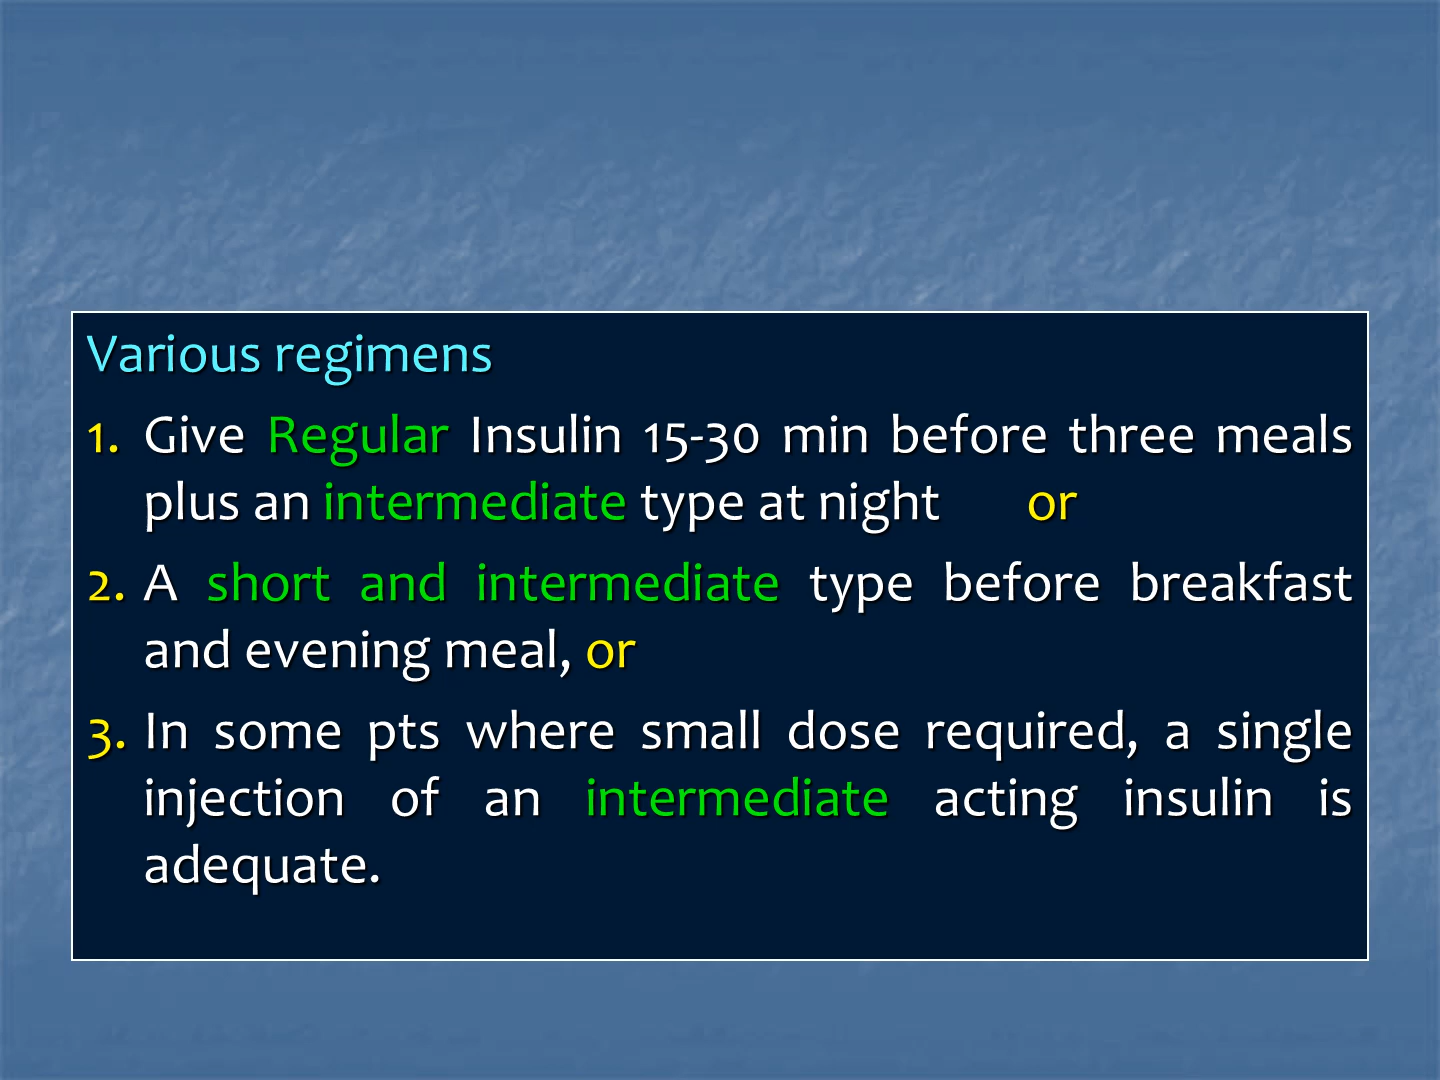 Various regimens
1. Give Regular Insulin 15-30 min before three meals
plus an intermediate type at night or
2. A short and intermediate type before breakfast
and evening meal, or
3. In some pts where small dose required, a single
injection of an intermediate acting insulin is
adequate.